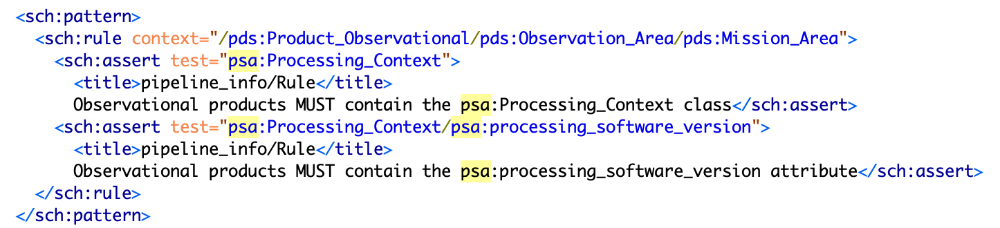 <sch:pattern>
<sch:rule context="/pds:Product_Observational/pds:Observation_Area/pds:Mission_Area">
<sch:assert test="psa:Processing_Context">
<title>pipeline_info/Rule</title>
Observational products MUST contain the psa:Processing_Context class</sch:assert>
<sch:assert test="psa:Processing_Context/psa:processing_software_version">
<title>pipeline_info/Rule</title>
Observational products MUST contain the psa:processing_software_version attribute</sch:assert>
</sch:rule>
</sch:pattern>